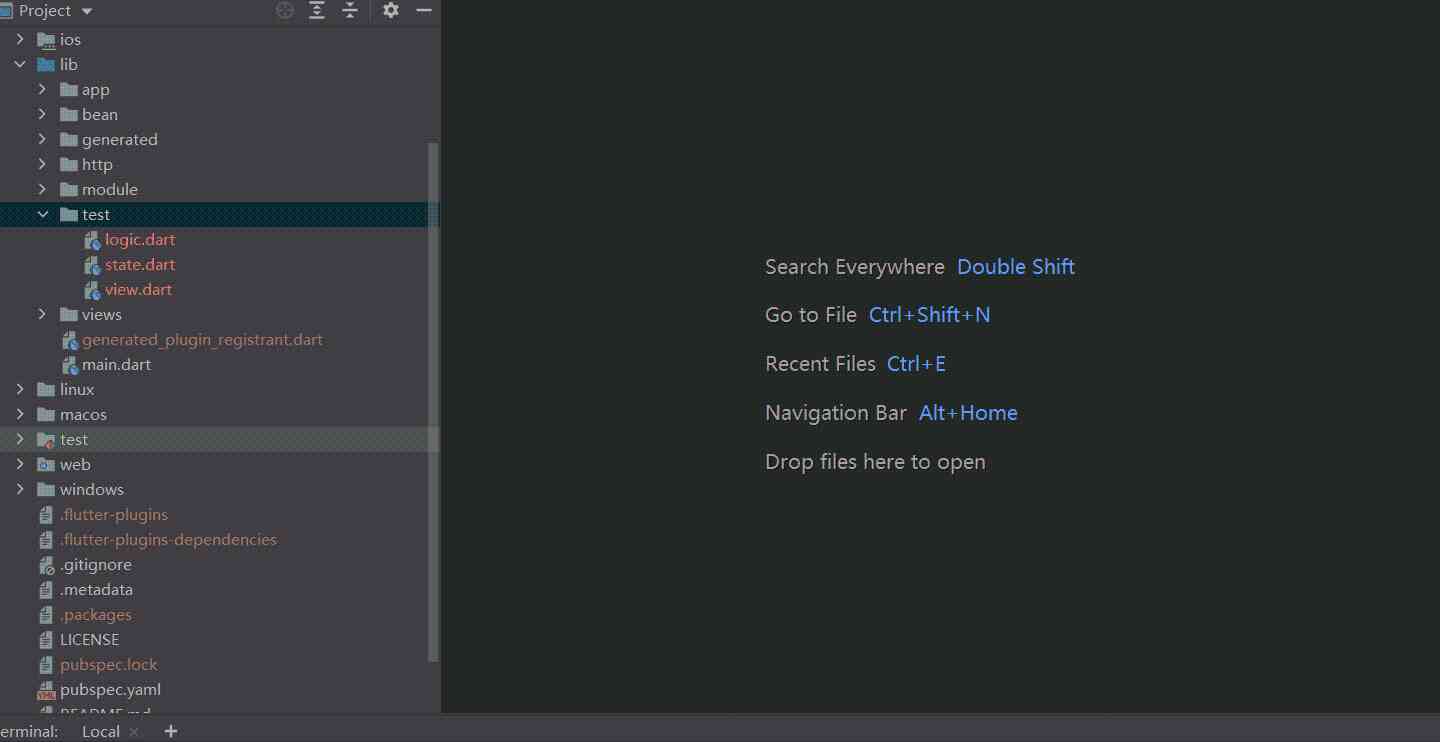 Project
ios
lib
app
bean
generated
http
module
test
logic.dart
state.dart
view.dart
views
generated_plugin_registrant.dart
main.dart
linux
macos
test
web
windows
.flutter-plugins
.flutter-plugins-dependencies
.gitignore
.metadata
.packages
LICENSE
pubspec.lock
YML pubspec.yaml
README.md
Search Everywhere Double Shift
Go to File Ctrl+Shift+N
Recent Files Ctrl+E
Navigation Bar Alt+Home
Drop files here to open
erminal: Local × +